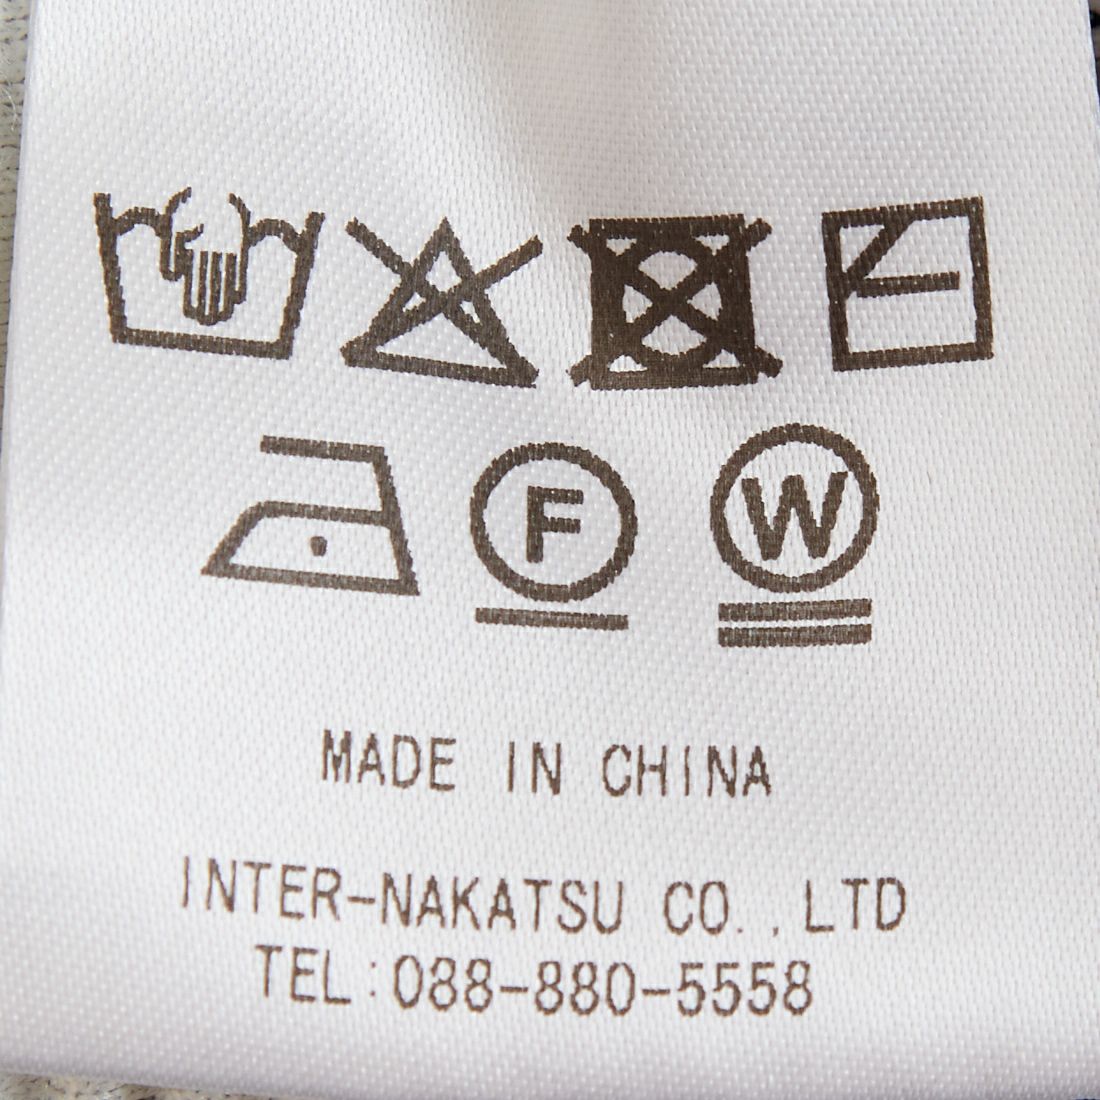 F W
MADE IN CHINA
INTER-NAKATSU CO., LTD
TEL:088-880-5558